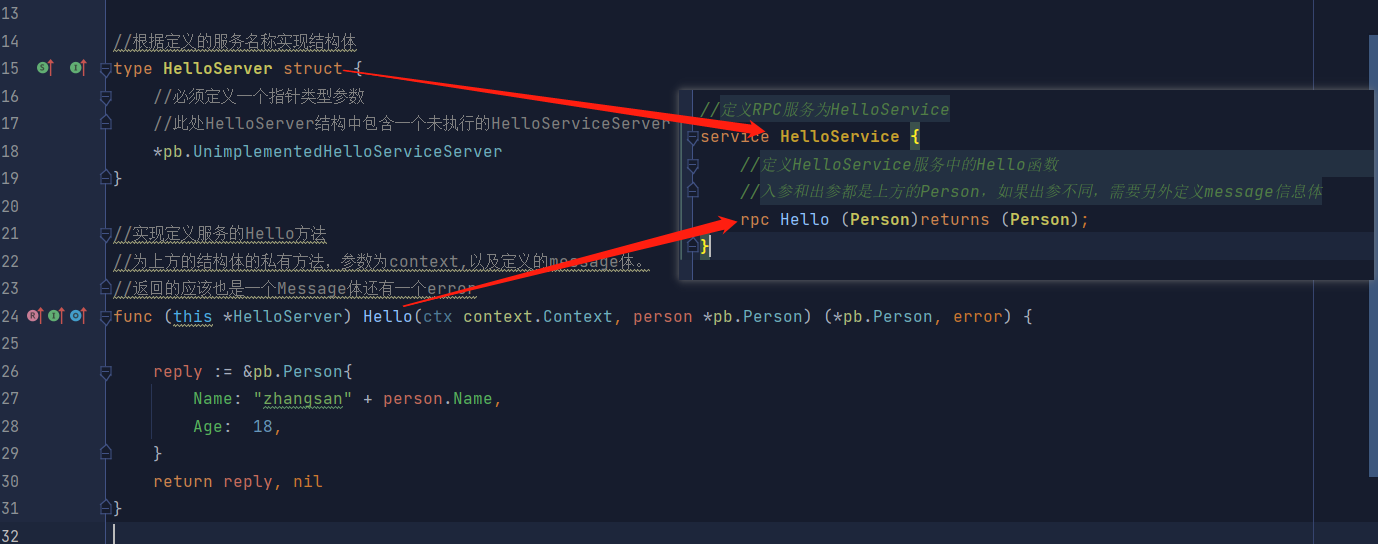 13
14 //根据定义的服务名称实现结构体
15 type HelloServer struct {
16 //必须定义一个指针类型参数
17 //此处HelloServer结构中包含一个未执行的HelloServiceServer
18 *pb.UnimplementedHelloServiceServer
19 }
20
21 //实现定义服务的Hello方法
22 //为上方的结构体的私有方法，参数为context,以及定义的message体。
23 //返回的应该也是一个Message体还有一个error
24 func (this *HelloServer) Hello(ctx context.Context, person *pb.Person) (*pb.Person, error) {
25
26 reply := &pb.Person{
27 Name: "zhangsan" + person.Name,
28 Age: 18,
29 }
30 return reply, nil
31 }
32
//定义RPC服务为HelloService
service HelloService {
//定义HelloService服务中的Hello函数
//入参和出参都是上方的Person，如果出参不同，需要另外定义message信息体
rpc Hello (Person)returns (Person);
}